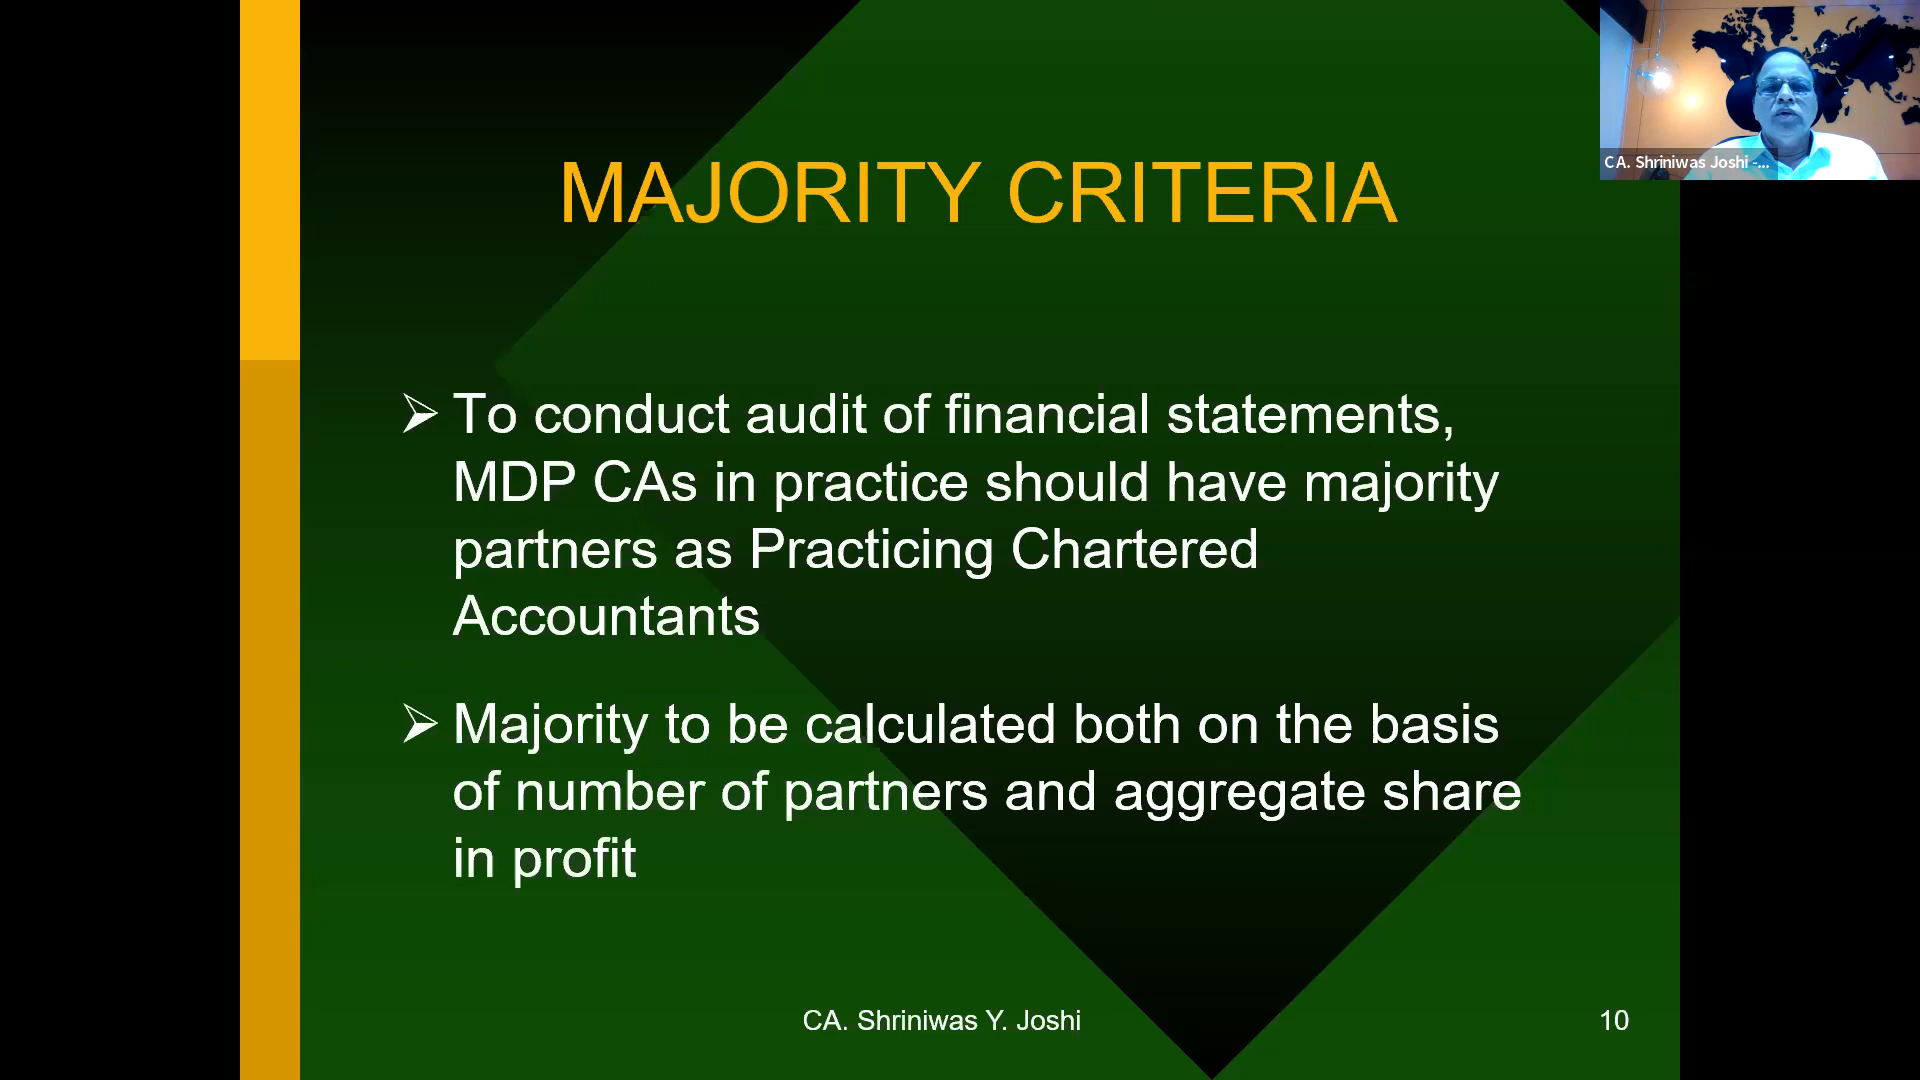 CA. Shriniwas Joshi -...
MAJORITY CRITERIA
➢ To conduct audit of financial statements,
MDP CAs in practice should have majority
partners as Practicing Chartered
Accountants
➢ Majority to be calculated both on the basis
of number of partners and aggregate share
in profit
CA. Shriniwas Y. Joshi
10